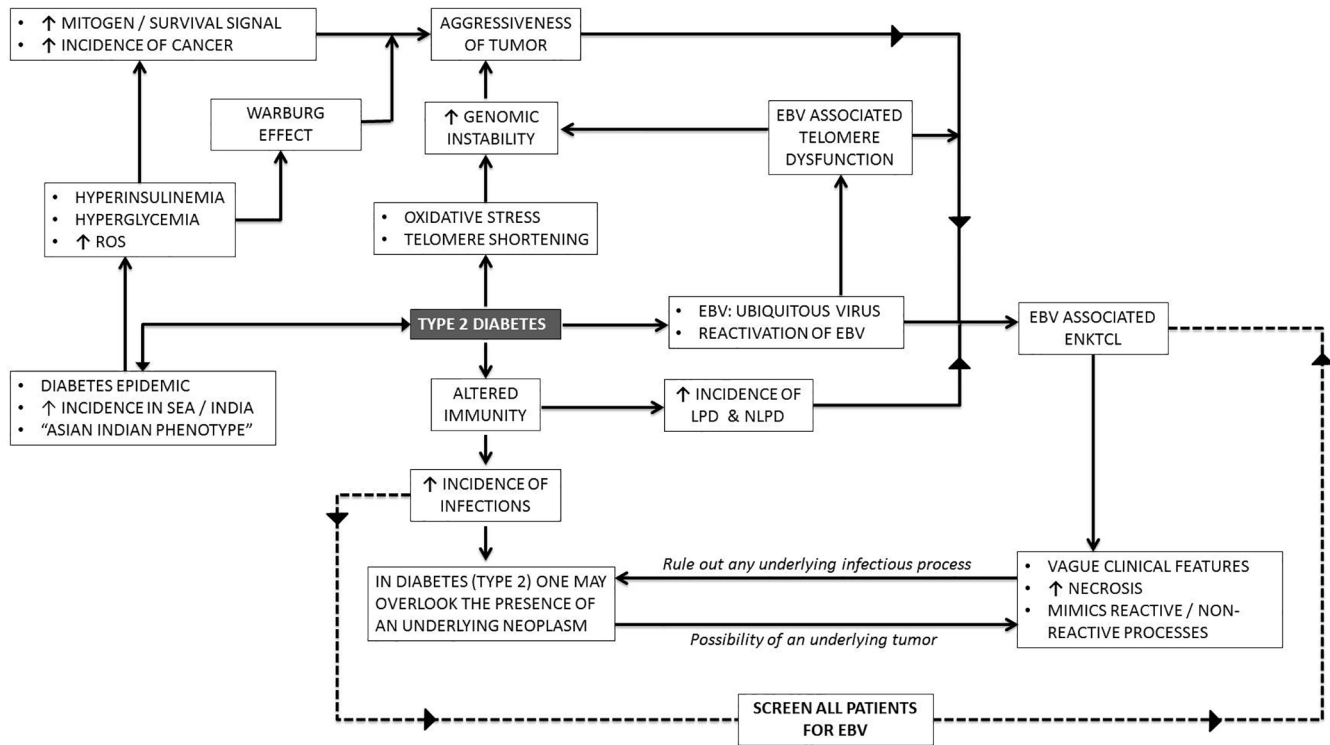 • ↑ MITOGEN / SURVIVAL SIGNAL
• ↑ INCIDENCE OF CANCER
AGGRESSIVENESS
OF TUMOR
WARBURG
EFFECT
↑ GENOMIC
INSTABILITY
EBV ASSOCIATED
TELOMERE
DYSFUNCTION
• HYPERINSULINEMIA
• HYPERGLYCEMIA
• ↑ ROS
• OXIDATIVE STRESS
• TELOMERE SHORTENING
TYPE 2 DIABETES
• EBV: UBIQUITOUS VIRUS
• REACTIVATION OF EBV
EBV ASSOCIATED
ENKTCL
• DIABETES EPIDEMIC
• ↑ INCIDENCE IN SEA / INDIA
• “ASIAN INDIAN PHENOTYPE”
ALTERED
IMMUNITY
↑ INCIDENCE OF
LPD & NLPD
↑ INCIDENCE OF
INFECTIONS
IN DIABETES (TYPE 2) ONE MAY
OVERLOOK THE PRESENCE OF
AN UNDERLYING NEOPLASM
Rule out any underlying infectious process
Possibility of an underlying tumor
• VAGUE CLINICAL FEATURES
• ↑ NECROSIS
• MIMICS REACTIVE / NON-
REACTIVE PROCESSES
SCREEN ALL PATIENTS
FOR EBV